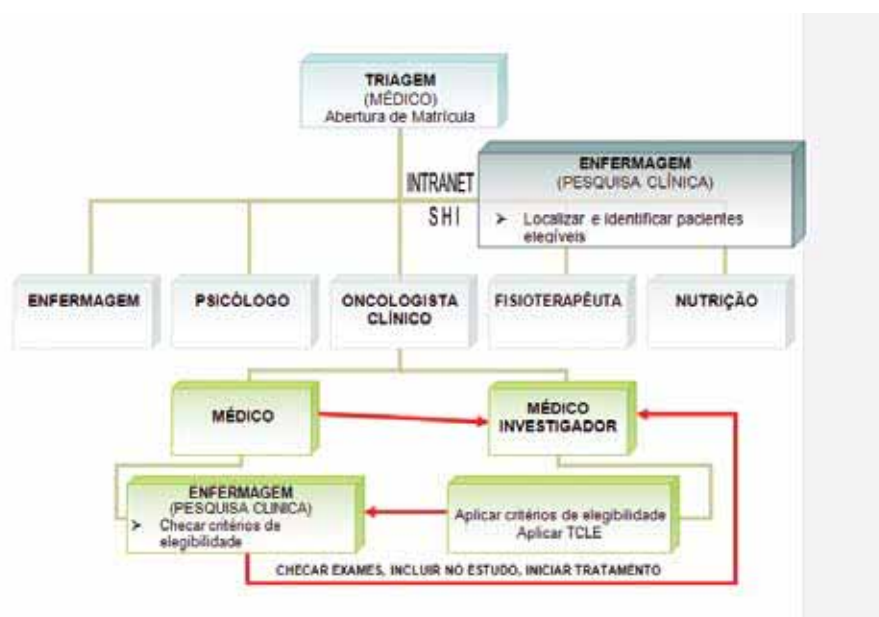 TRIAGEM
(MÉDICO)
Abertura de Matrícula
INTRANET
SHI
ENFERMAGEM
(PESQUISA CLÍNICA)
➤ Localizar e identificar pacientes
elegíveis
ENFERMAGEM
PSICÓLOGO
ONCOLOGISTA
CLÍNICO
FISIOTERAPÊUTA
NUTRIÇÃO
MÉDICO
MÉDICO
INVESTIGADOR
ENFERMAGEM
(PESQUISA CLINICA)
➤ Checar critérios de
elegibilidade
Aplicar critérios de elegibilidade
Aplicar TCLE
CHECAR EXAMES, INCLUIR NO ESTUDO, INICIAR TRATAMENTO